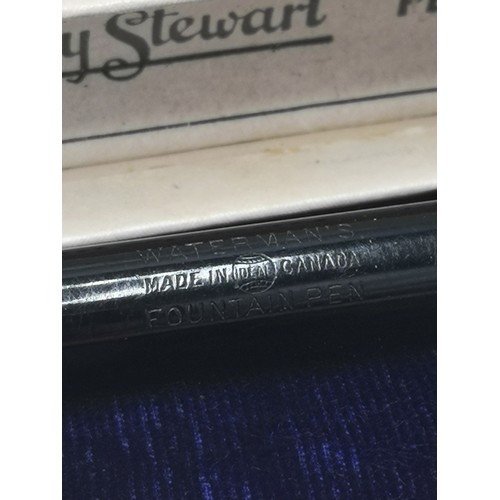 Stewart
WATERMAN'S
MADE IN IDEAL CANADA
FOUNTAIN PEN